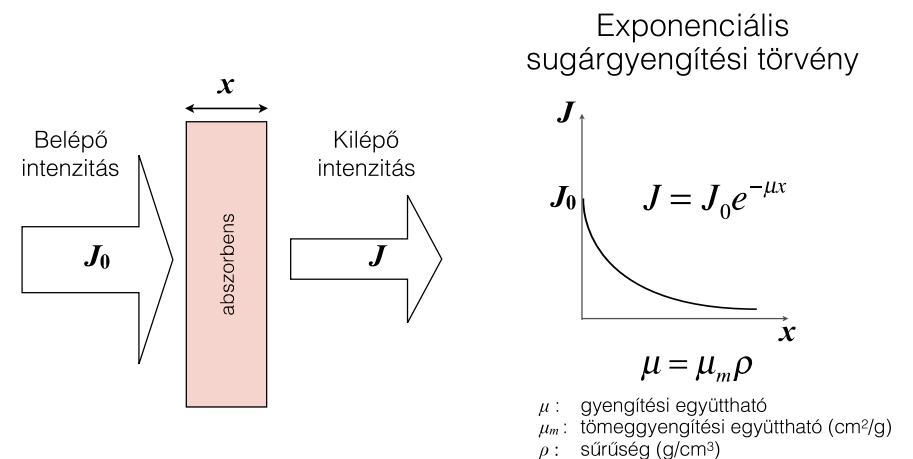 Exponenciális
sugárgyengítési törvény
x
Belépő
intenzitás
J₀
abszorbens
Kilépő
intenzitás
J
J
J₀
J = J₀e^{−μx}
x
μ = μₘρ
μ : gyengítési együttható
μₘ : tömeggyengítési együttható (cm²/g)
ρ : sűrűség (g/cm³)